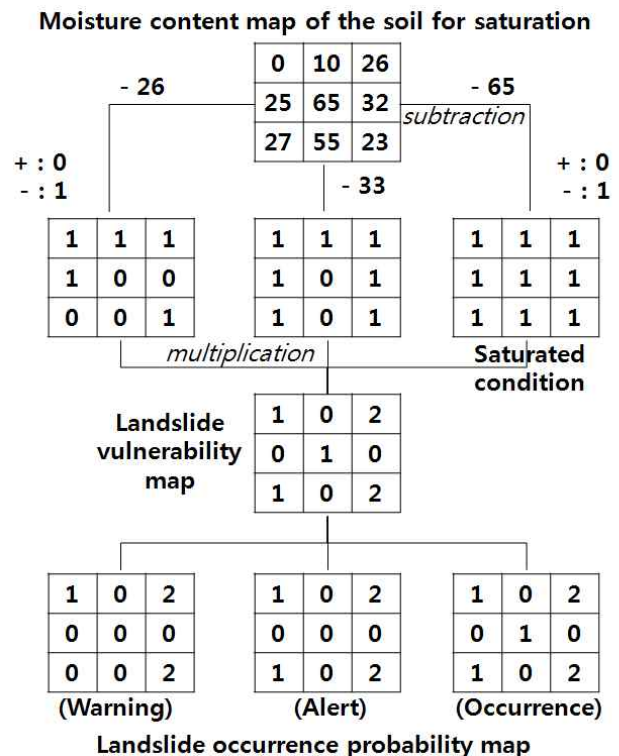 Moisture content map of the soil for saturation
0 10 26
25 65 32
27 55 23
- 26
- 65
subtraction
+ : 0
- : 1
- 33
+ : 0
- : 1
1 1 1
1 0 0
0 0 1
1 1 1
1 0 1
1 0 1
1 1 1
1 1 1
1 1 1
multiplication
Saturated
condition
Landslide
vulnerability
map
1 0 2
0 1 0
1 0 2
1 0 2
0 0 0
0 0 2
(Warning)
1 0 2
0 0 0
1 0 2
(Alert)
1 0 2
0 1 0
1 0 2
(Occurrence)
Landslide occurrence probability map